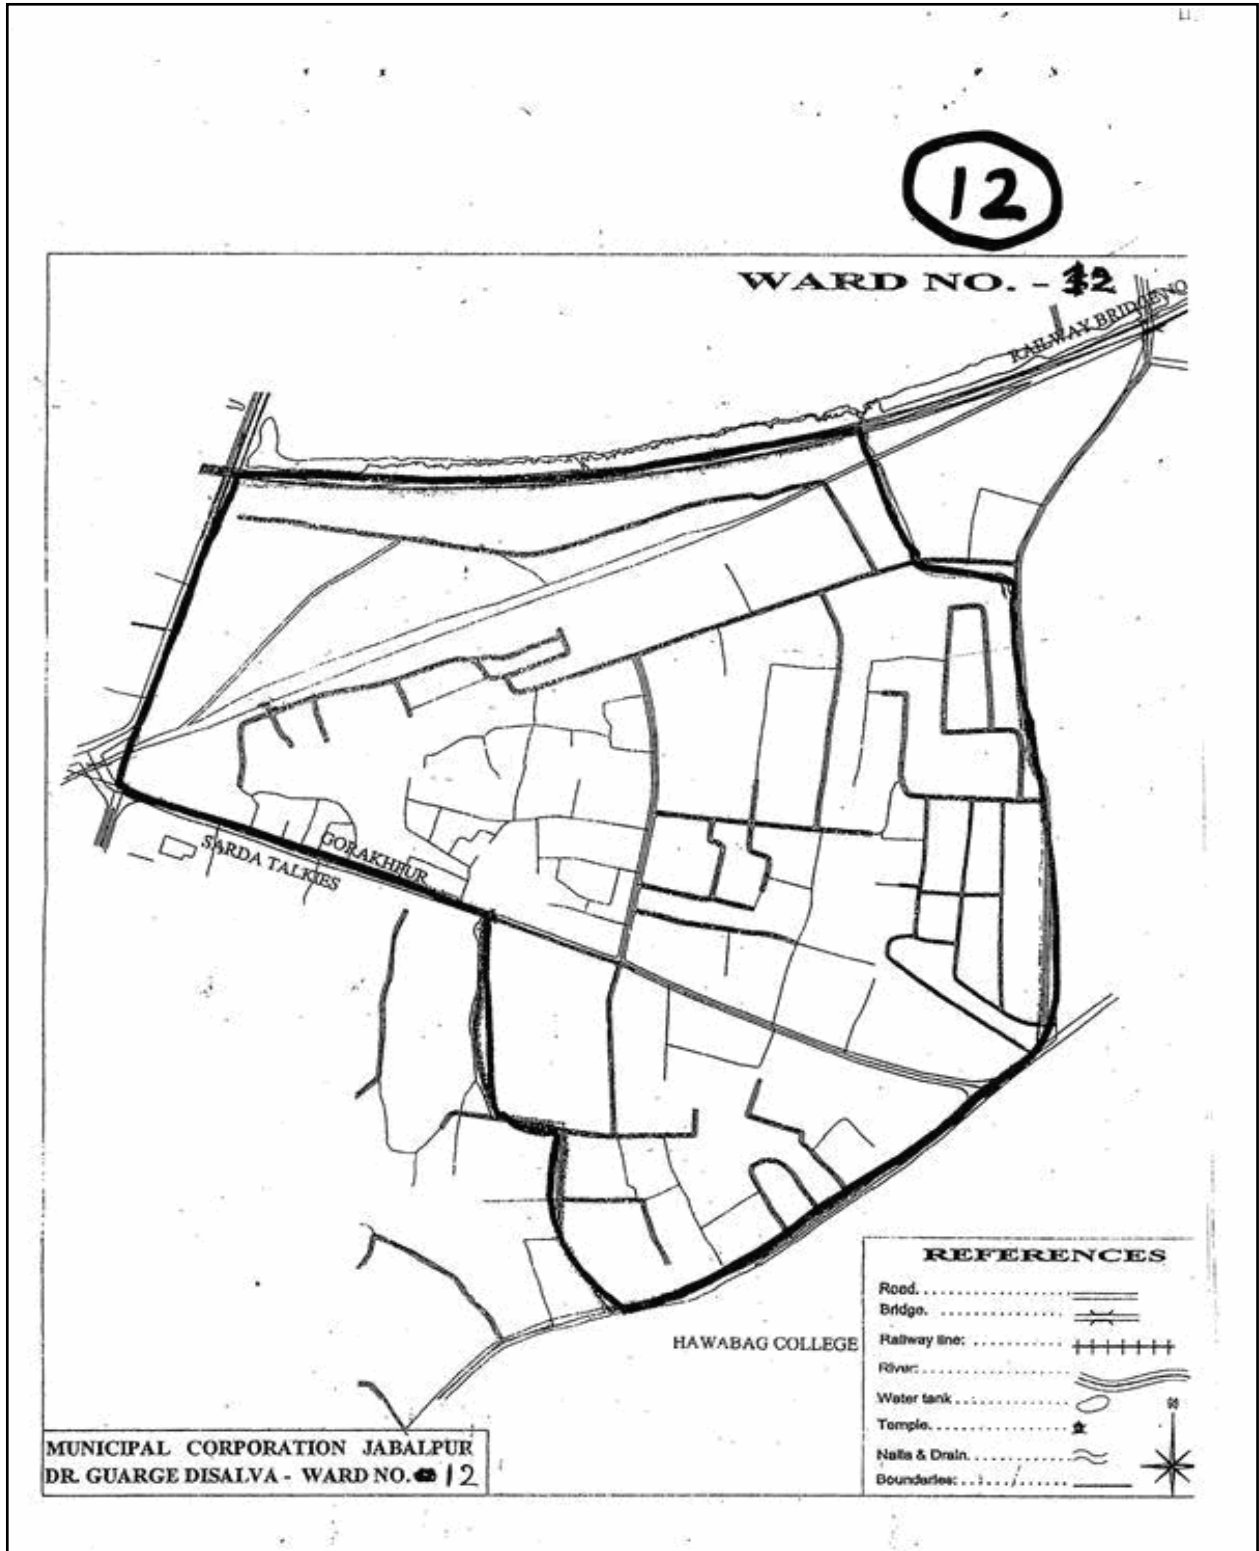 12
WARD NO. - 12
RAILWAY BRIDGE NO
GORAKHPUR
SARDA TALKIES
HAWABAG COLLEGE
REFERENCES
Road..................
Bridge. ...............
Railway line: ............
River:.................
Water tank..............
Temple.................
Nalla & Drain............
Boundaries:.............
N
MUNICIPAL CORPORATION JABALPUR
DR. GUARGE DISALVA - WARD NO. 12